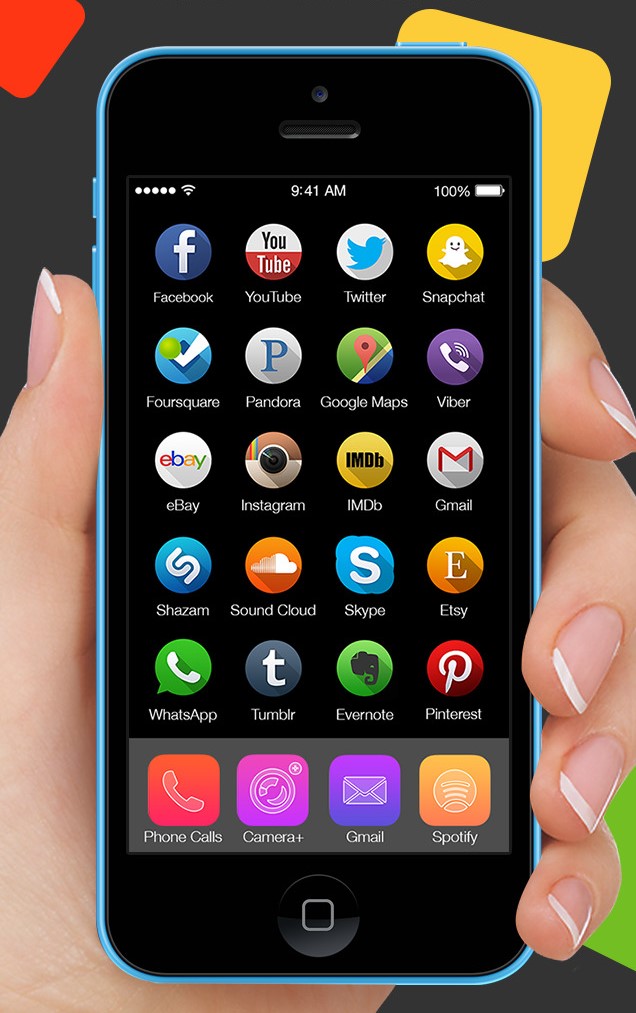 9:41 AM 100%
f You Tube
Facebook YouTube Twitter Snapchat
P
Foursquare Pandora Google Maps Viber
ebay IMDb M
eBay Instagram IMDb Gmail
S E
Shazam Sound Cloud Skype Etsy
t
WhatsApp Tumblr Evernote Pinterest
Phone Calls Camera+ Gmail Spotify